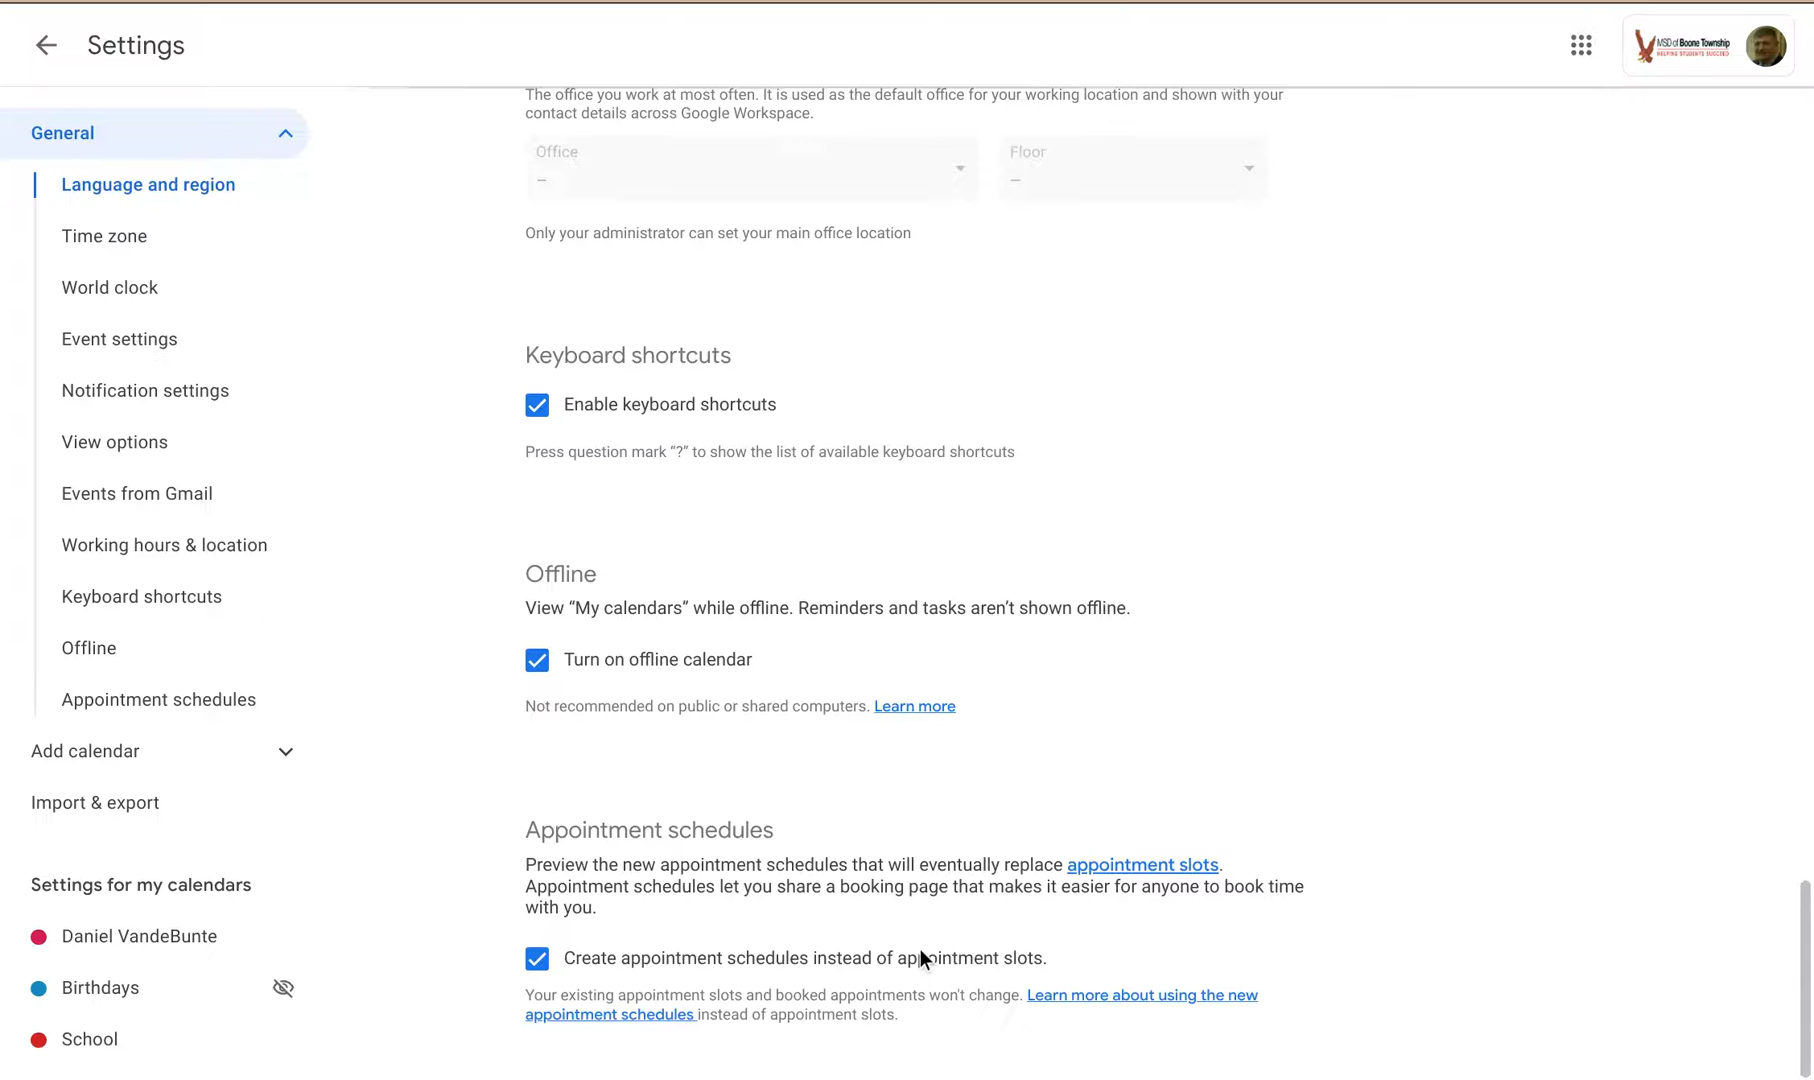 Settings
MSD of Boone Township
HELPING STUDENTS SUCCEED
General
Language and region
Time zone
World clock
Event settings
Notification settings
View options
Events from Gmail
Working hours & location
Keyboard shortcuts
Offline
Appointment schedules
Add calendar
Import & export
Settings for my calendars
Daniel VandeBunte
Birthdays
School
The office you work at most often. It is used as the default office for your working location and shown with your
contact details across Google Workspace.
Office
–
Floor
–
Only your administrator can set your main office location
Keyboard shortcuts
Enable keyboard shortcuts
Press question mark “?” to show the list of available keyboard shortcuts
Offline
View “My calendars” while offline. Reminders and tasks aren’t shown offline.
Turn on offline calendar
Not recommended on public or shared computers. Learn more
Appointment schedules
Preview the new appointment schedules that will eventually replace appointment slots.
Appointment schedules let you share a booking page that makes it easier for anyone to book time
with you.
Create appointment schedules instead of appointment slots.
Your existing appointment slots and booked appointments won't change. Learn more about using the new
appointment schedules instead of appointment slots.